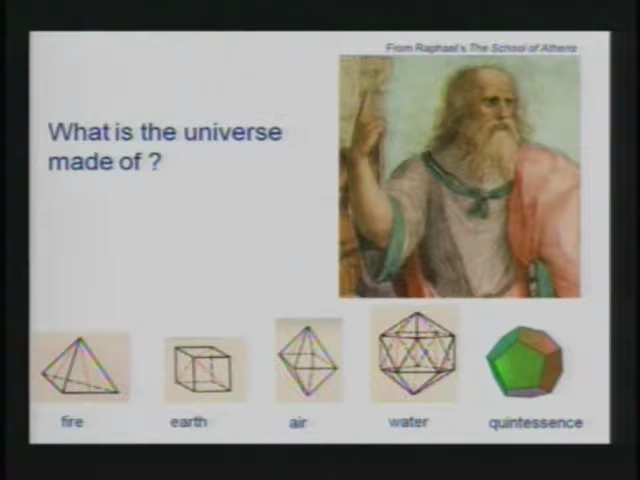 From Raphael's The School of Athens
What is the universe
made of ?
fire earth air water quintessence